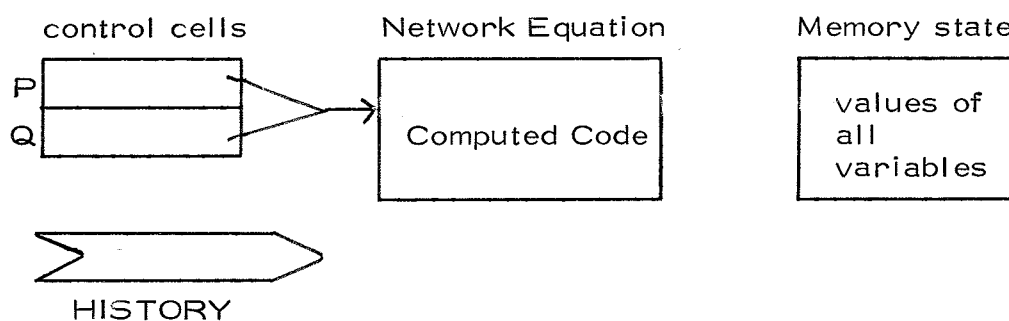 control cells
Network Equation
Memory state
P
Q
Computed Code
values of
all
variables
HISTORY